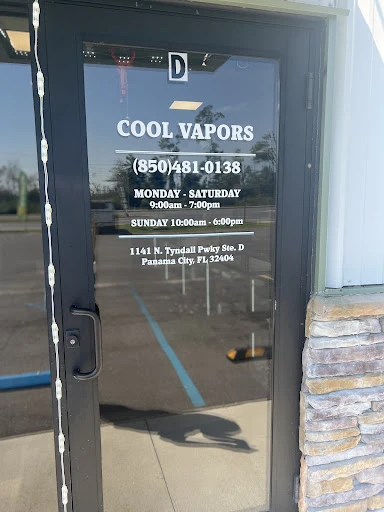 D
COOL VAPORS
(850)481-0138
MONDAY - SATURDAY
9:00am - 7:00pm
SUNDAY 10:00am - 6:00pm
1141 N. Tyndall Pwky Ste. D
Panama City, FL 32404